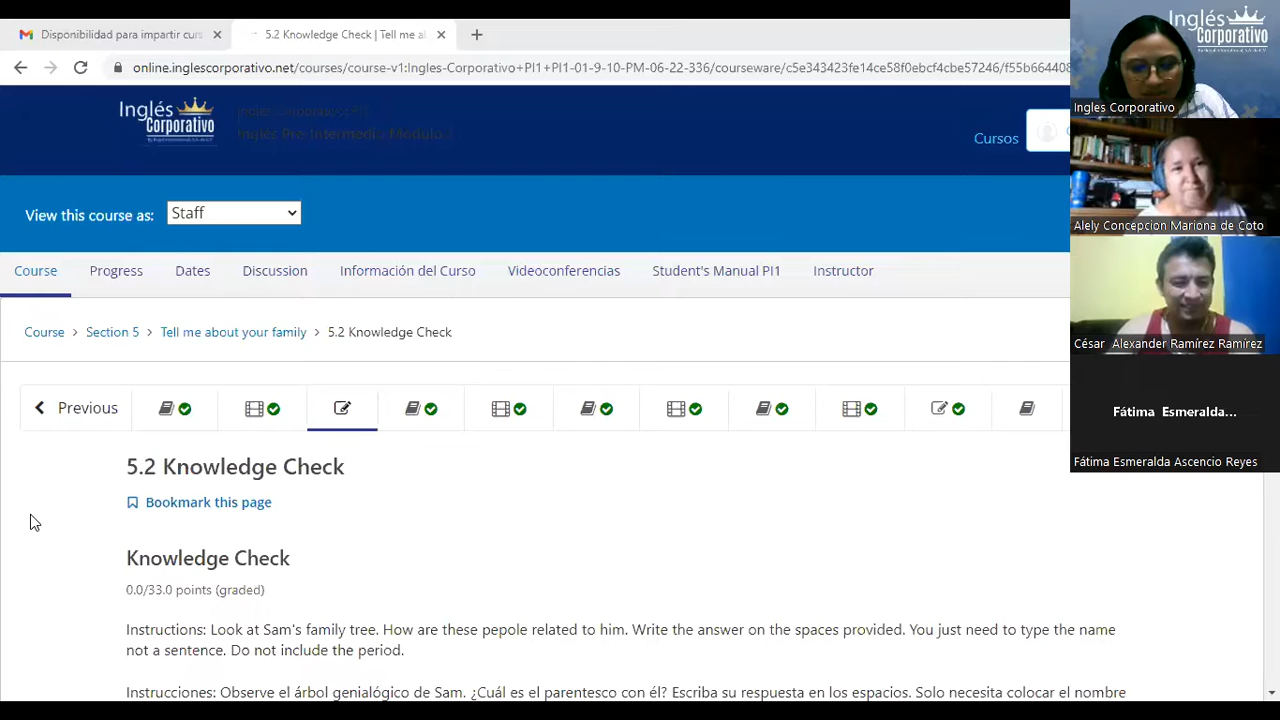 Disponibilidad para impartir curs
5.2 Knowledge Check | Tell me a
online.inglescorporativo.net/courses/course-v1:Ingles-Corporativo+PI1+PI1-01-9-10-PM-06-22-336/courseware/c5e343423fe14ce58f0ebcf4cbe57246/f55b664408
Inglés
Corporativo
Cursos
View this course as:
Staff
Course
Progress
Dates
Discussion
Información del Curso
Videoconferencias
Student's Manual PI1
Instructor
Course > Section 5 > Tell me about your family > 5.2 Knowledge Check
Previous
5.2 Knowledge Check
Bookmark this page
Knowledge Check
0.0/33.0 points (graded)
Instructions: Look at Sam's family tree. How are these pepole related to him. Write the answer on the spaces provided. You just need to type the name
not a sentence. Do not include the period.
Instrucciones: Observe el árbol genialógico de Sam. ¿Cuál es el parentesco con él? Escriba su respuesta en los espacios. Solo necesita colocar el nombre
Inglés
Corporativo
Ingles Corporativo
Alely Concepcion Mariona de Coto
César Alexander Ramírez Ramírez
Fátima Esmeralda...
Fátima Esmeralda Ascencio Reyes